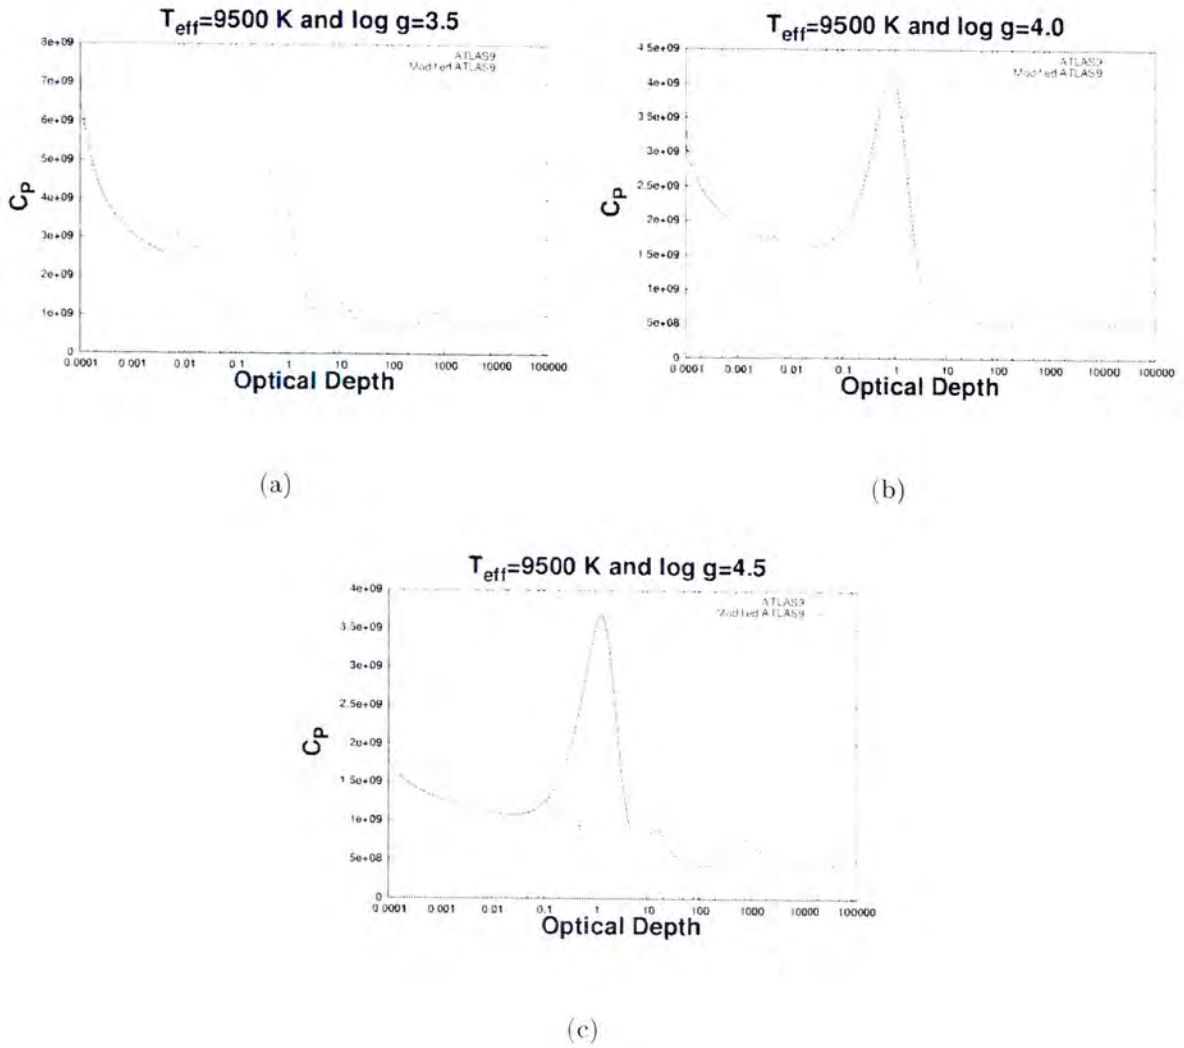 T_eff=9500 K and log g=3.5
8e+09
7e+09
6e+09
5e+09
4e+09
3e+09
2e+09
1e+09
0
C_P
ATLAS9
Modified ATLAS9
0.0001 0.001 0.01 0.1 1 10 100 1000 10000 100000
Optical Depth
(a)
T_eff=9500 K and log g=4.0
4.5e+09
4e+09
3.5e+09
3e+09
2.5e+09
2e+09
1.5e+09
1e+09
5e+08
0
C_P
ATLAS9
Modified ATLAS9
0.0001 0.001 0.01 0.1 1 10 100 1000 10000 100000
Optical Depth
(b)
T_eff=9500 K and log g=4.5
4e+09
3.5e+09
3e+09
2.5e+09
2e+09
1.5e+09
1e+09
5e+08
0
C_P
ATLAS9
Modified ATLAS9
0.0001 0.001 0.01 0.1 1 10 100 1000 10000 100000
Optical Depth
(c)